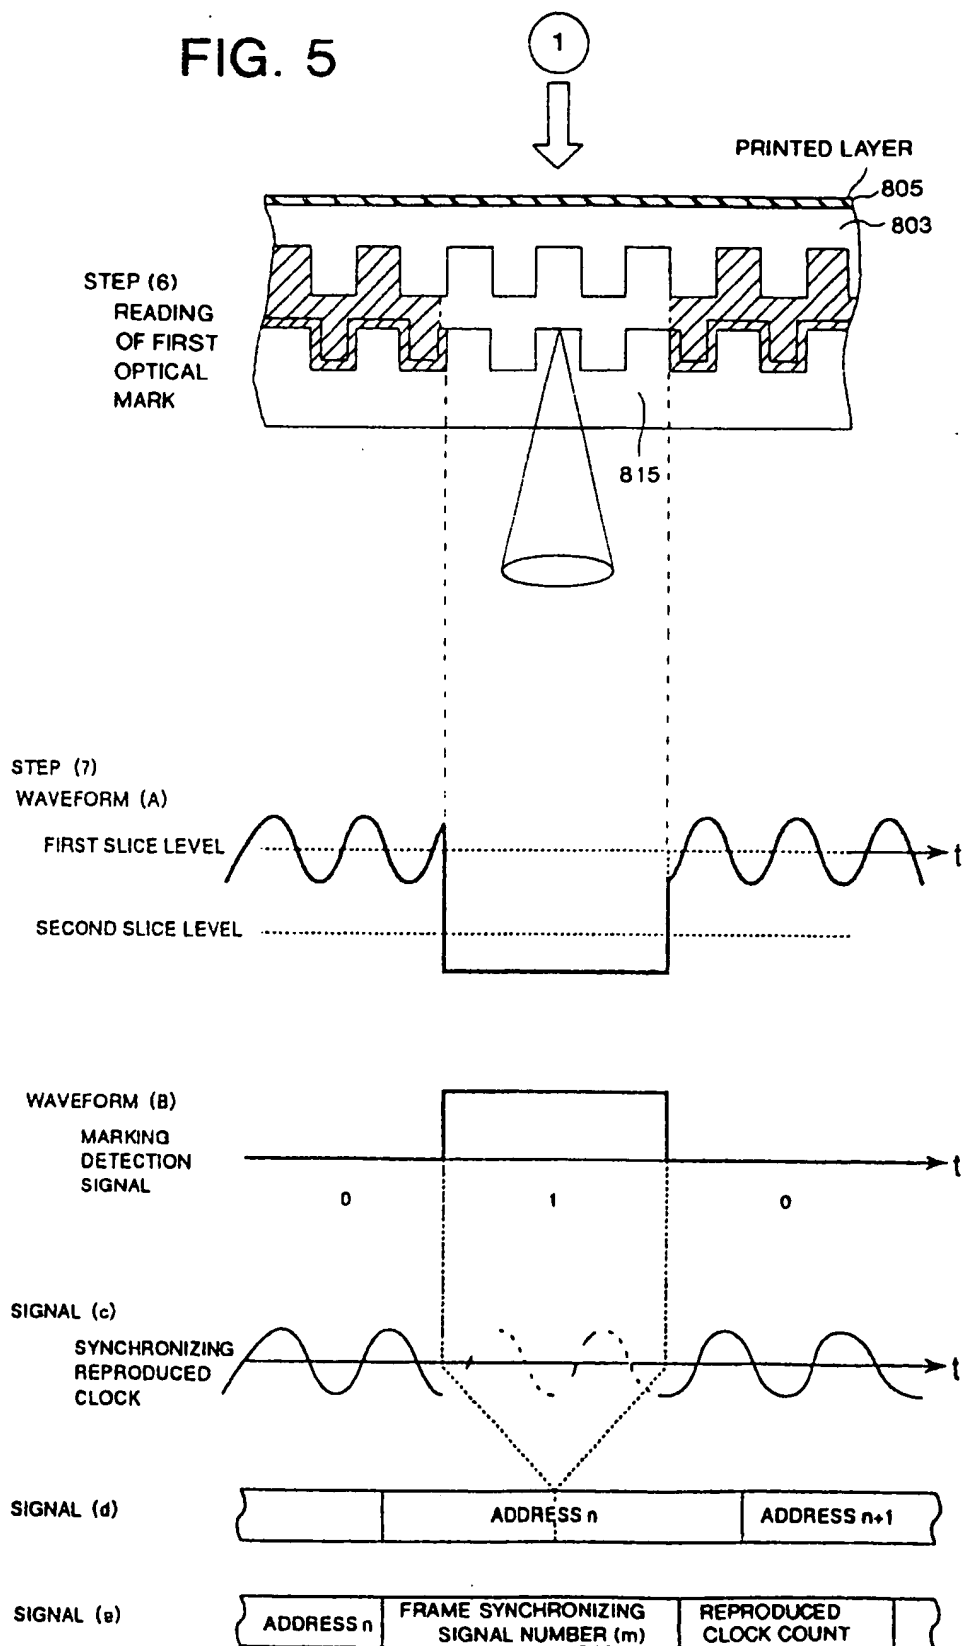 FIG. 5
1
PRINTED LAYER
805
803
STEP (6)
READING
OF FIRST
OPTICAL
MARK
815
STEP (7)
WAVEFORM (A)
FIRST SLICE LEVEL
t
SECOND SLICE LEVEL
WAVEFORM (B)
MARKING
DETECTION
SIGNAL
t
0 1 0
SIGNAL (c)
SYNCHRONIZING
REPRODUCED
CLOCK
t
SIGNAL (d)
ADDRESS n ADDRESS n+1
SIGNAL (e)
ADDRESS n
FRAME SYNCHRONIZING
SIGNAL NUMBER (m)
REPRODUCED
CLOCK COUNT